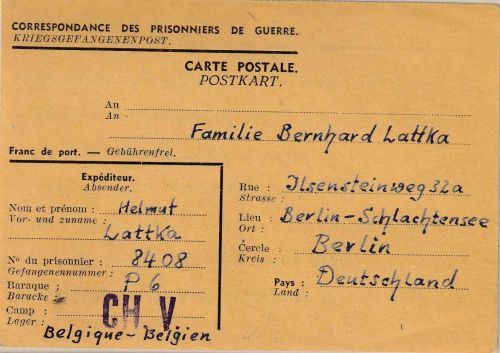 CORRESPONDANCE DES PRISONNIERS DE GUERRE.
KRIEGSGEFANGENENPOST.
CARTE POSTALE.
POSTKART.
Au
An
Familie Bernhard Lattka
Franc de port. — Gebührenfrei.
Expéditeur.
Absender.
Nom et prénom : Helmut
Vor- und zuname :
Lattka
No du prisonnier : 8408
Gefangenennummer :
Baraque : P 6
Baracke :
Camp : CH V
Lager :
Belgique - Belgien
Rue : Ilsensteinweg 32a
Strasse :
Lieu : Berlin-Schlachtensee
Ort :
Cercle : Berlin
Kreis :
Pays : Deutschland
Land :